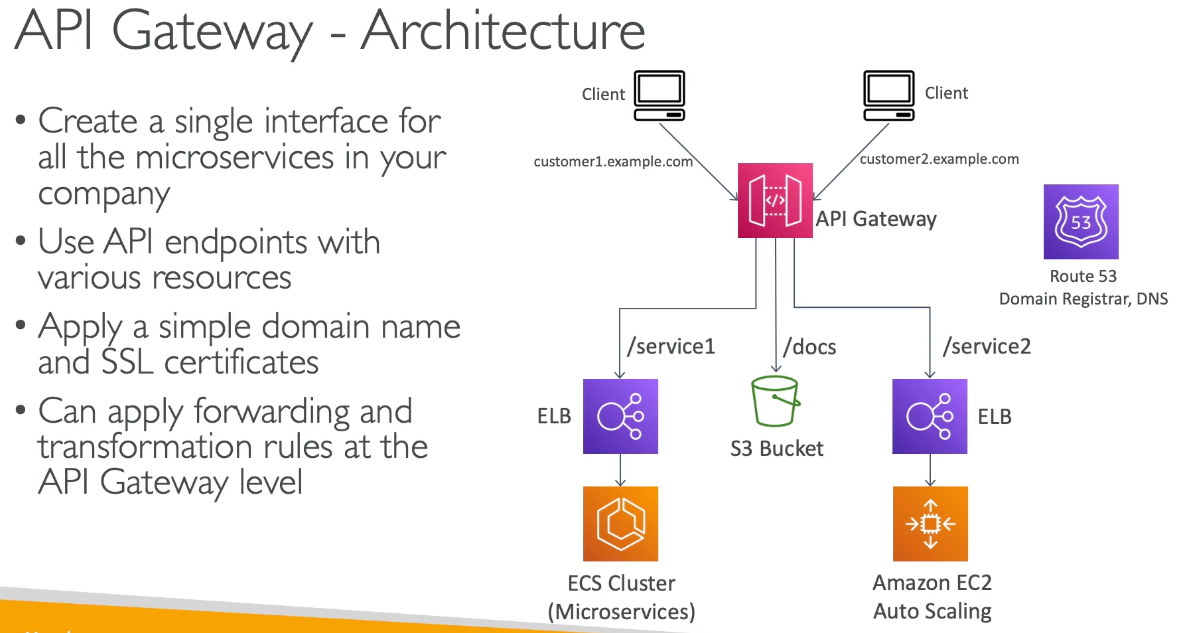 API Gateway - Architecture
• Create a single interface for
all the microservices in your
company
• Use API endpoints with
various resources
• Apply a simple domain name
and SSL certificates
• Can apply forwarding and
transformation rules at the
API Gateway level
Client
Client
customer1.example.com
customer2.example.com
</>
API Gateway
53
Route 53
Domain Registrar, DNS
/service1
/docs
/service2
ELB
ELB
S3 Bucket
ECS Cluster
(Microservices)
Amazon EC2
Auto Scaling